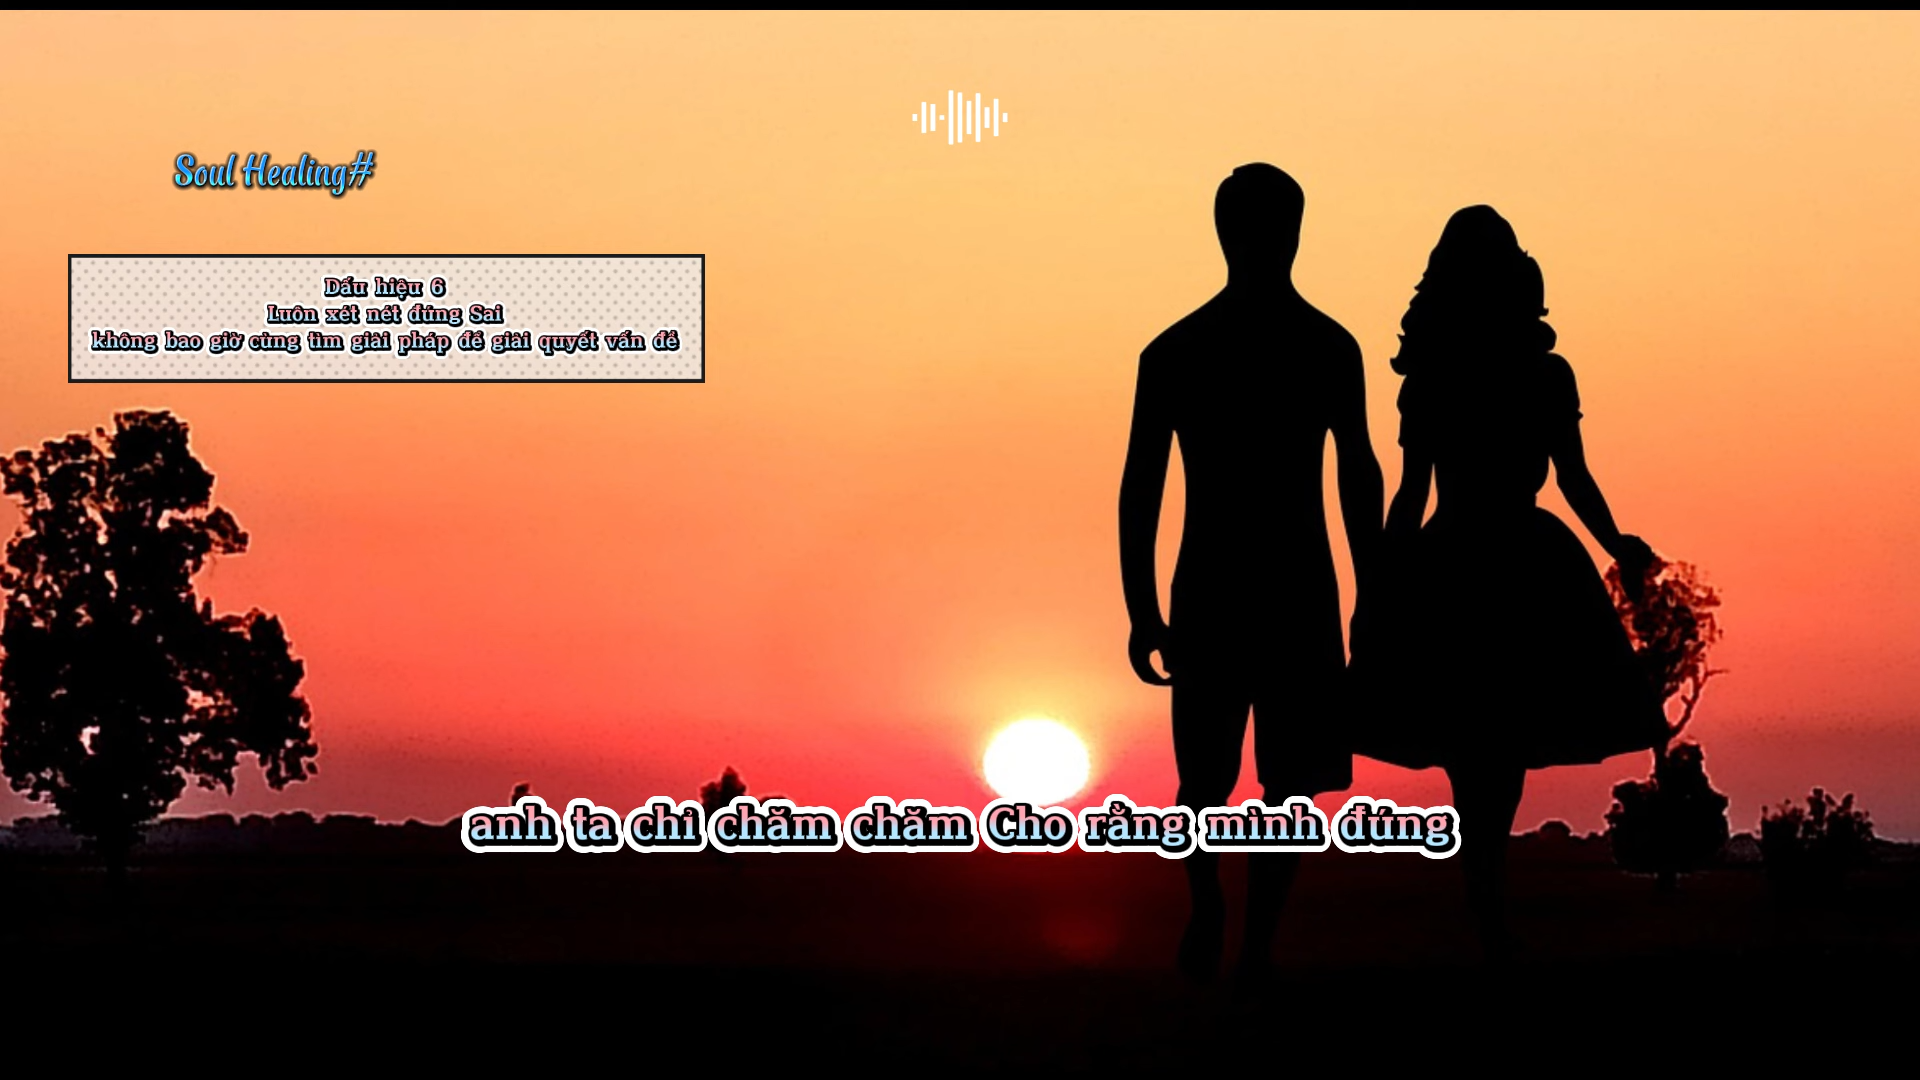 Soul Healing#
Dấu hiệu 6
Luôn xét nét đúng Sai
không bao giờ cùng tìm giải pháp để giải quyết vấn đề
anh ta chỉ chăm chăm Cho rằng mình đúng